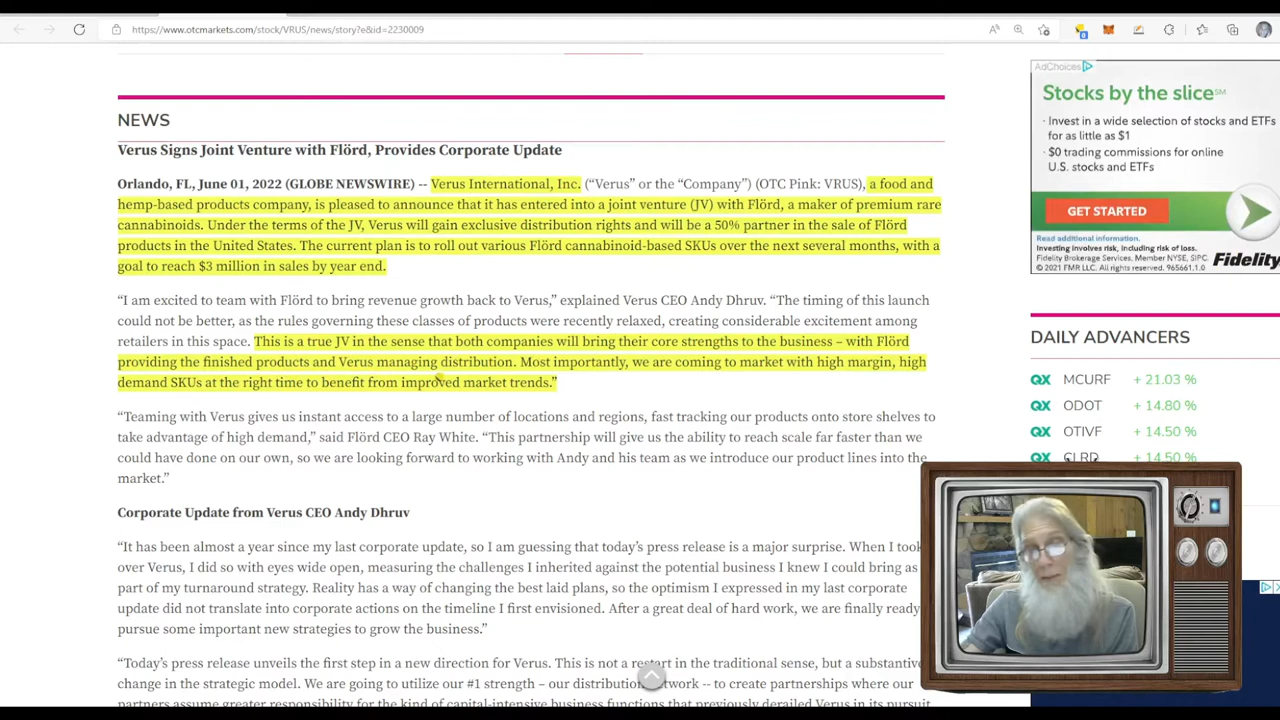 https://www.otcmarkets.com/stock/VRUS/news/story?e&id=2230009
NEWS
Verus Signs Joint Venture with Flörd, Provides Corporate Update
Orlando, FL, June 01, 2022 (GLOBE NEWSWIRE) -- Verus International, Inc. (“Verus” or the “Company”) (OTC Pink: VRUS), a food and
hemp-based products company, is pleased to announce that it has entered into a joint venture (JV) with Flörd, a maker of premium rare
cannabinoids. Under the terms of the JV, Verus will gain exclusive distribution rights and will be a 50% partner in the sale of Flörd
products in the United States. The current plan is to roll out various Flörd cannabinoid-based SKUs over the next several months, with a
goal to reach $3 million in sales by year end.
“I am excited to team with Flörd to bring revenue growth back to Verus,” explained Verus CEO Andy Dhruv. “The timing of this launch
could not be better, as the rules governing these classes of products were recently relaxed, creating considerable excitement among
retailers in this space. This is a true JV in the sense that both companies will bring their core strengths to the business – with Flörd
providing the finished products and Verus managing distribution. Most importantly, we are coming to market with high margin, high
demand SKUs at the right time to benefit from improved market trends.”
“Teaming with Verus gives us instant access to a large number of locations and regions, fast tracking our products onto store shelves to
take advantage of high demand,” said Flörd CEO Ray White. “This partnership will give us the ability to reach scale far faster than we
could have done on our own, so we are looking forward to working with Andy and his team as we introduce our product lines into the
market.”
Corporate Update from Verus CEO Andy Dhruv
“It has been almost a year since my last corporate update, so I am guessing that today’s press release is a major surprise. When I took
over Verus, I did so with eyes wide open, measuring the challenges I inherited against the potential business I knew I could bring as
part of my turnaround strategy. Reality has a way of changing the best laid plans, so the optimism I expressed in my last corporate
update did not translate into corporate actions on the timeline I first envisioned. After a great deal of hard work, we are finally ready
pursue some important new strategies to grow the business.”
“Today’s press release unveils the first step in a new direction for Verus. This is not a restart in the traditional sense, but a substantive
change in the strategic model. We are going to utilize our #1 strength – our distribution network -- to create partnerships where our
partners assume greater responsibility for the kind of capital-intensive business functions that previously derailed Verus in its pursuit
AdChoices
Stocks by the slice℠
· Invest in a wide selection of stocks and ETFs
for as little as $1
· $0 trading commissions for online
U.S. stocks and ETFs
GET STARTED
Read additional information.
Investing involves risk, including risk of loss.
Fidelity Brokerage Services, Member NYSE, SIPC.
© 2021 FMR LLC. All rights reserved. 965661.1.0
Fidelity
DAILY ADVANCERS
QX MCURF + 21.03 %
QX ODOT + 14.80 %
QX OTIVF + 14.50 %
QX CLRD + 14.50 %